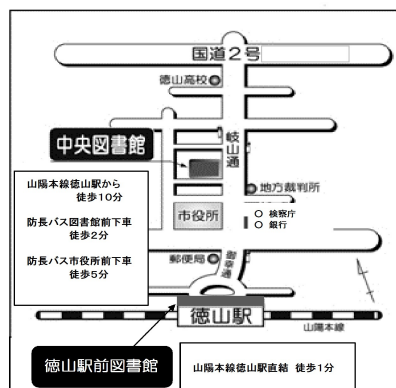 国道2号
徳山高校
中央図書館
岐山通
山陽本線徳山駅から
徒歩10分
防長バス図書館前下車
徒歩2分
防長バス市役所前下車
徒歩5分
地方裁判所
市役所
検察庁
銀行
郵便局
御幸通
徳山駅
山陽本線
徳山駅前図書館
山陽本線徳山駅直結 徒歩1分